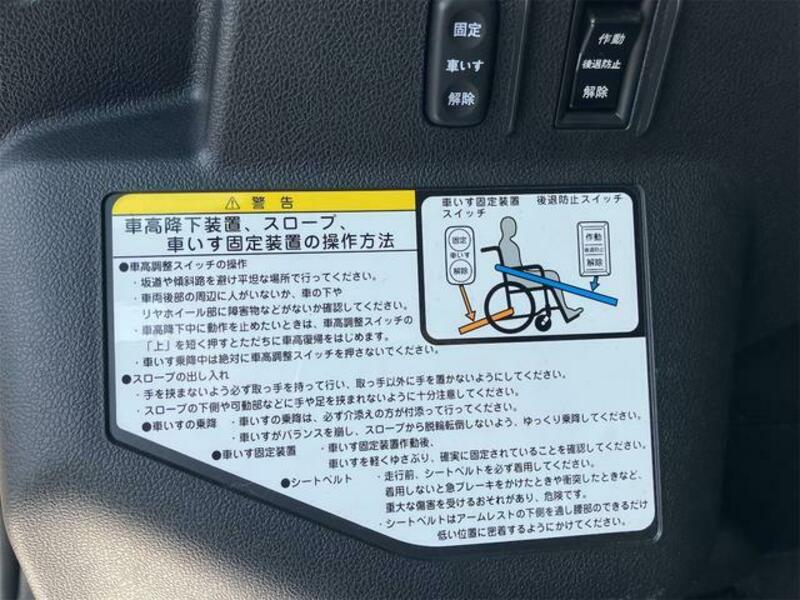 固定
車いす
解除
作動
後退防止
解除
警告
車高降下装置、スロープ、
車いす固定装置の操作方法
●車高調整スイッチの操作
・坂道や傾斜路を避け平坦な場所で行ってください。
・車両後部の周辺に人がいないか、車の下や
リヤホイール部に障害物などがないか確認してください。
・車高降下中に動作を止めたいときは、車高調整スイッチの
「上」を短く押すとただちに車高復帰をはじめます。
・車いす乗降中は絶対に車高調整スイッチを押さないでください。
車いす固定装置
スイッチ
後退防止スイッチ
固定
車いす
解除
作動
後退防止
解除
●スロープの出し入れ
・手を挟まないよう必ず取っ手を持って行い、取っ手以外に手を置かないようにしてください。
・スロープの下側や可動部などに手や足を挟まれないように十分注意してください。
●車いすの乗降 ・車いすの乗降は、必ず介添えの方が付添って行ってください。
・車いすがバランスを崩し、スロープから脱輪転倒しないよう、ゆっくり乗降してください。
●車いす固定装置 ・車いす固定装置作動後、
車いすを軽くゆさぶり、確実に固定されていることを確認してください。
●シートベルト ・走行前、シートベルトを必ず着用してください。
着用しないと急ブレーキをかけたときや衝突したときなど、
重大な傷害を受けるおそれがあり、危険です。
・シートベルトはアームレストの下側を通し腰部のできるだけ
低い位置に密着するようにかけてください。